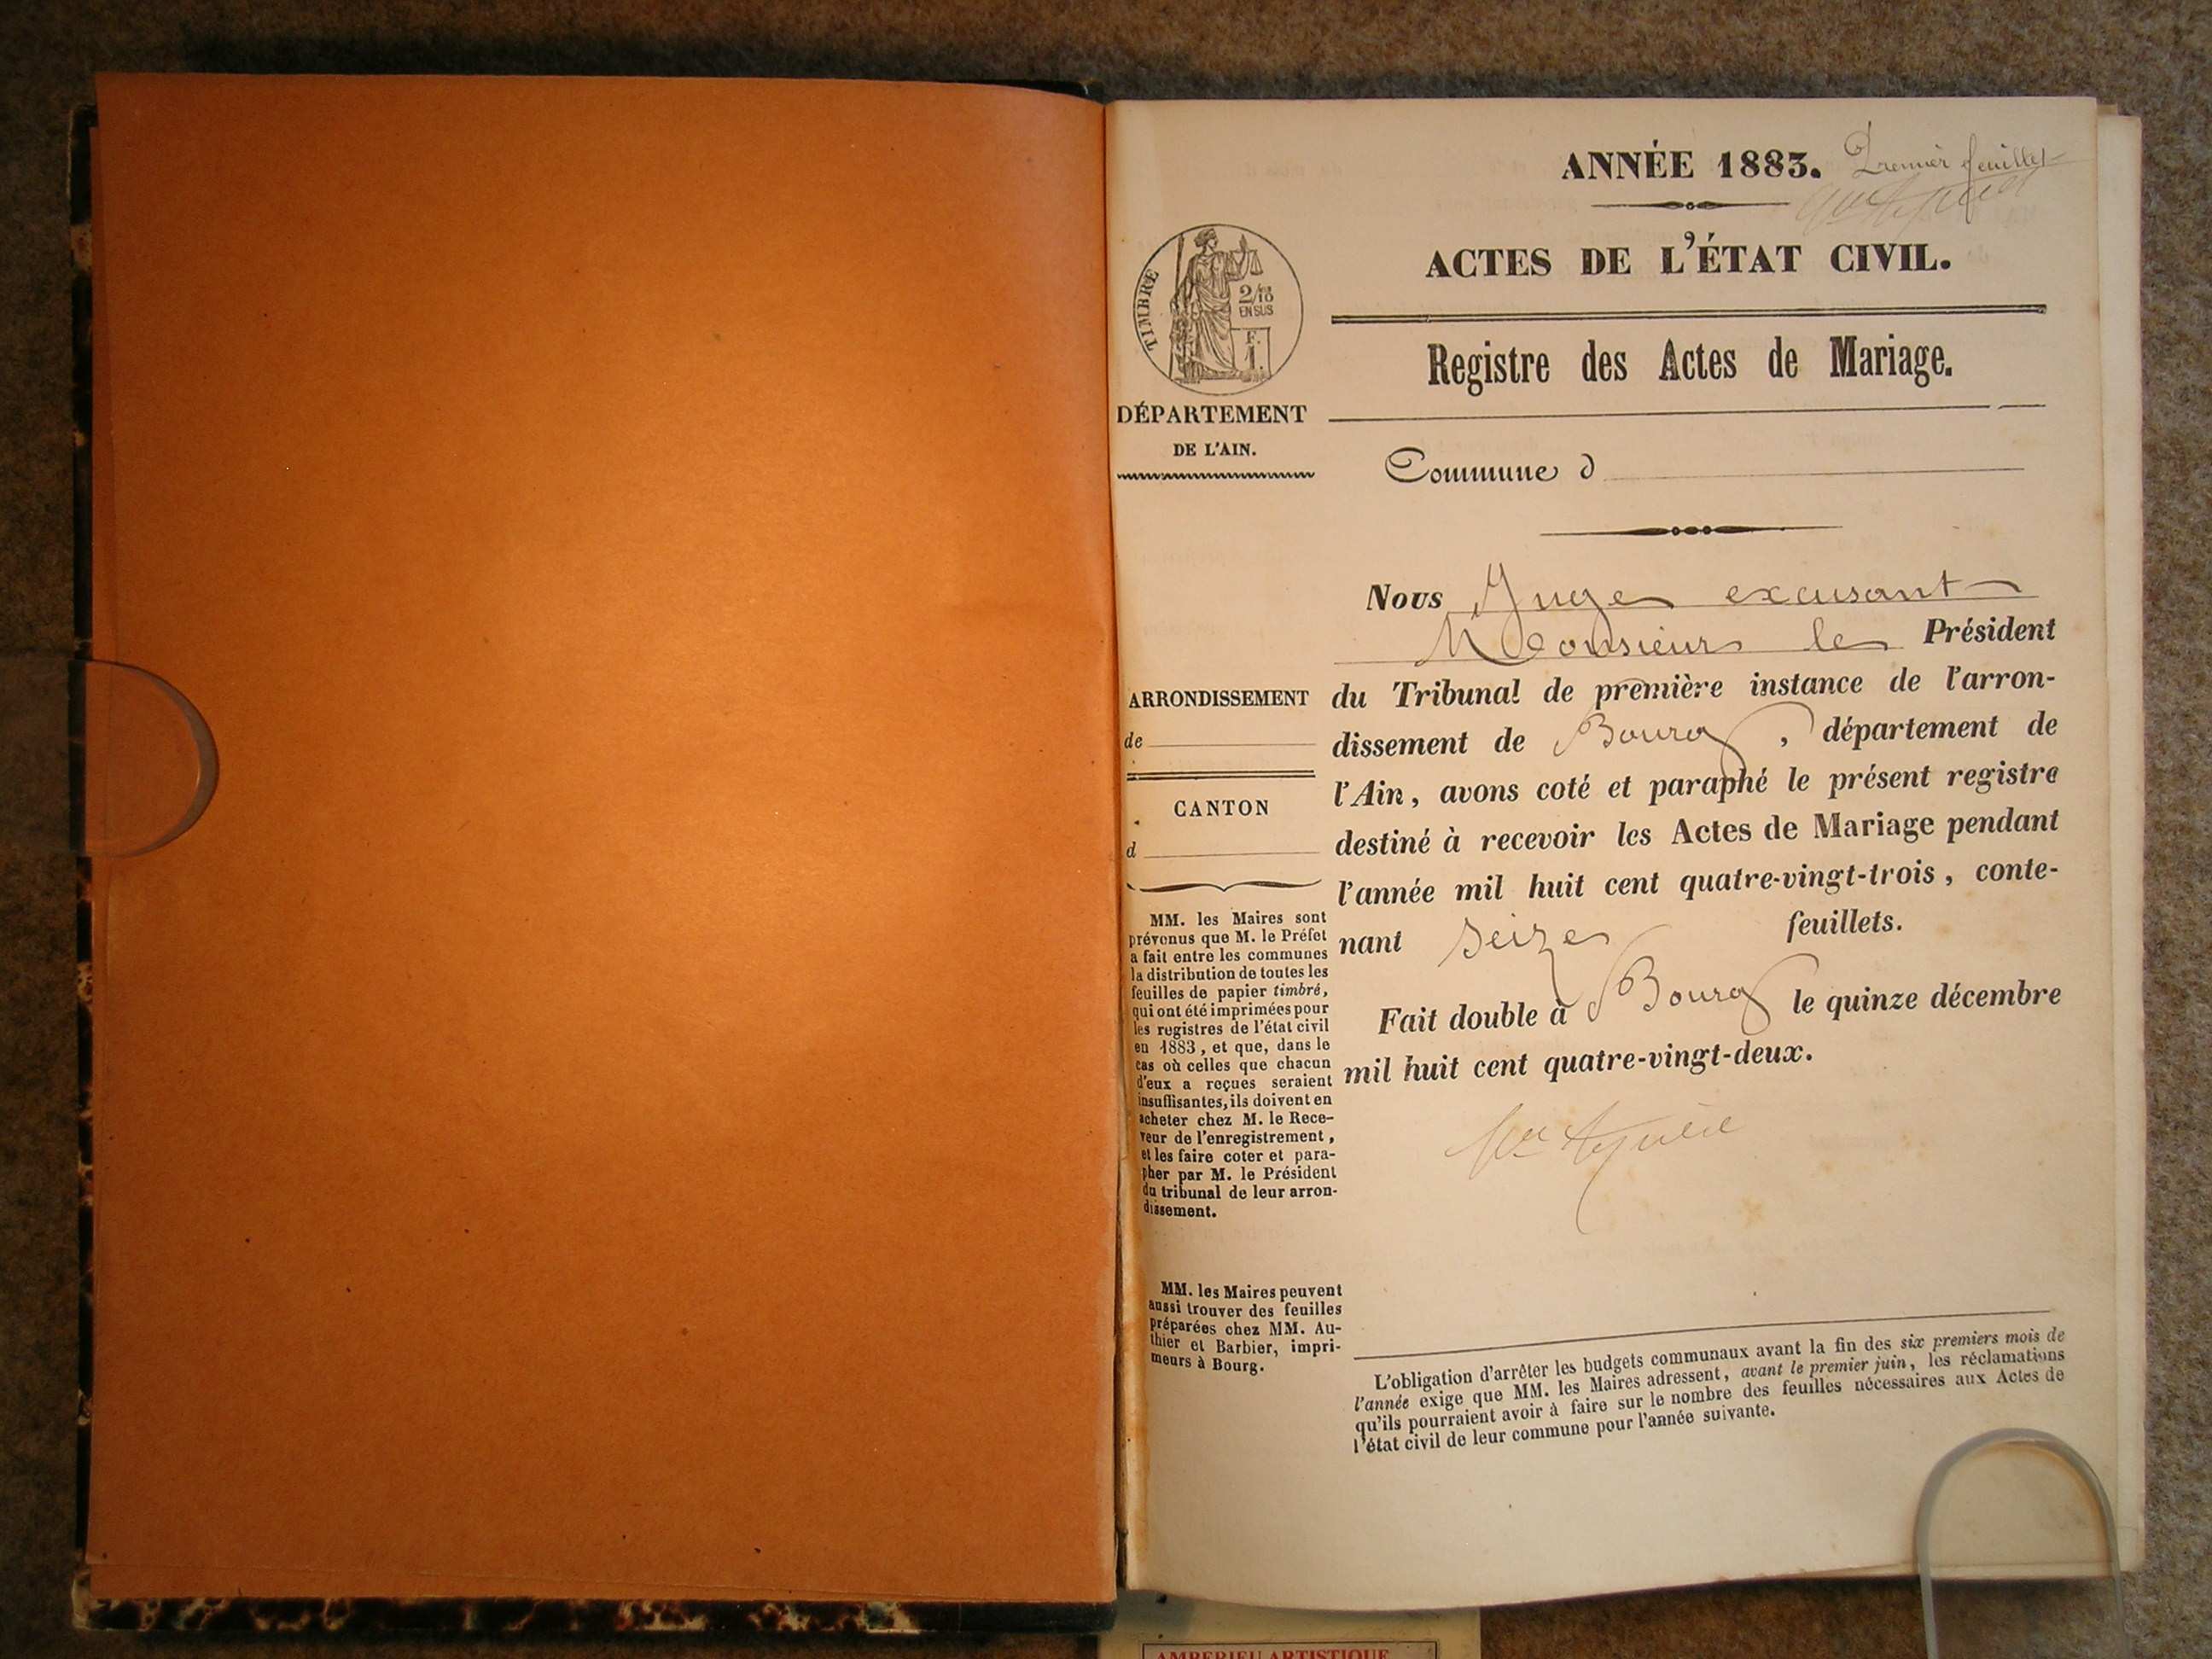 ANNÉE 1883. Premier feuillet
ACTES DE L'ÉTAT CIVIL.
Registre des Actes de Mariage.
TIMBRE
2/10
EN SUS
F.
1.
DÉPARTEMENT
DE L'AIN.
Commune d
Nous Juge excusant
Monsieur le Président
du Tribunal de première instance de l'arron-
dissement de Bourg, département de
l'Ain, avons coté et paraphé le présent registre
destiné à recevoir les Actes de Mariage pendant
l'année mil huit cent quatre-vingt-trois, conte-
nant seize feuillets.
Fait double à Bourg le quinze décembre
mil huit cent quatre-vingt-deux.
ARRONDISSEMENT
de
CANTON
d
MM. les Maires sont
prévenus que M. le Préfet
a fait entre les communes
la distribution de toutes les
feuilles de papier timbré,
qui ont été imprimées pour
les registres de l'état civil
en 1883, et que, dans le
cas où celles que chacun
d'eux a reçues seraient
insuffisantes, ils doivent en
acheter chez M. le Rece-
veur de l'enregistrement,
et les faire coter et para-
pher par M. le Président
du tribunal de leur arron-
dissement.
MM. les Maires peuvent
aussi trouver des feuilles
préparées chez MM. Au-
thier et Barbier, impri-
meurs à Bourg.
L'obligation d'arrêter les budgets communaux avant la fin des six premiers mois de
l'année exige que MM. les Maires adressent, avant le premier juin, les réclamations
qu'ils pourraient avoir à faire sur le nombre des feuilles nécessaires aux Actes de
l'état civil de leur commune pour l'année suivante.
AMBERIEU ARTISTIQUE